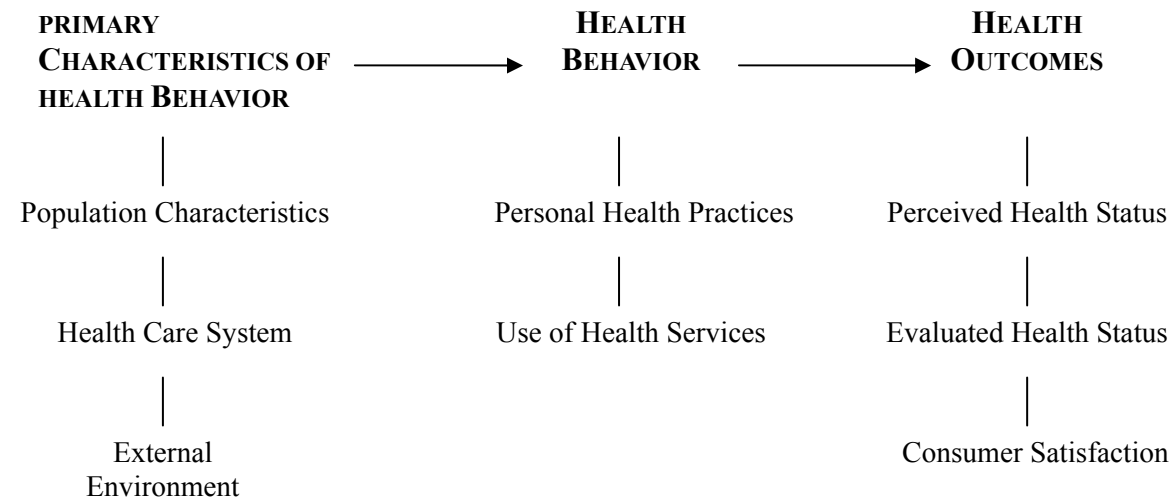 PRIMARY
CHARACTERISTICS OF
HEALTH BEHAVIOR
HEALTH
BEHAVIOR
HEALTH
OUTCOMES
Population Characteristics
Personal Health Practices
Perceived Health Status
Health Care System
Use of Health Services
Evaluated Health Status
External
Environment
Consumer Satisfaction